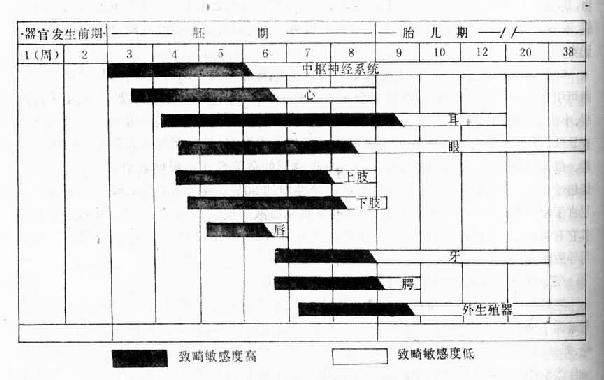 器官发生前期 胚期 胎儿期
1(周) 2 3 4 5 6 7 8 9 10 12 20 38
中枢神经系统
心
耳
眼
上肢
下肢
唇
牙
腭
外生殖器
致畸敏感度高 致畸敏感度低